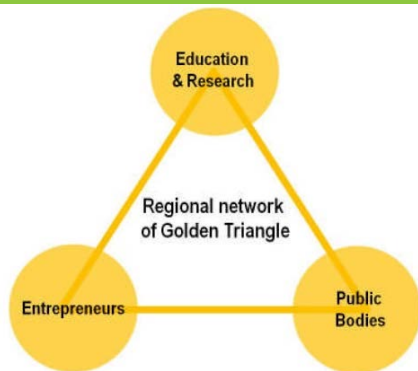 Education
& Research
Regional network
of Golden Triangle
Entrepreneurs
Public
Bodies